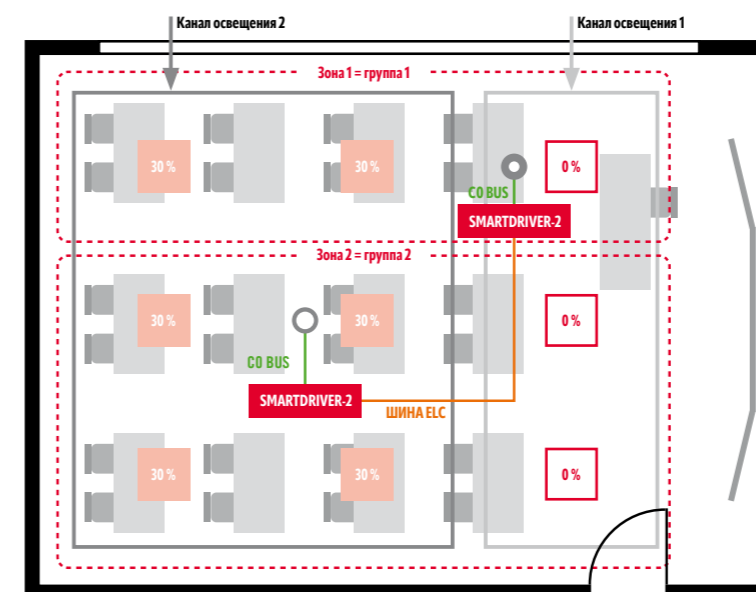 Канал освещения 2
Канал освещения 1
Зона 1 = группа 1
30 %
30 %
0 %
CO BUS
SMARTDRIVER-2
Зона 2 = группа 2
30 %
30 %
0 %
CO BUS
SMARTDRIVER-2
ШИНА ELC
30 %
30 %
0 %